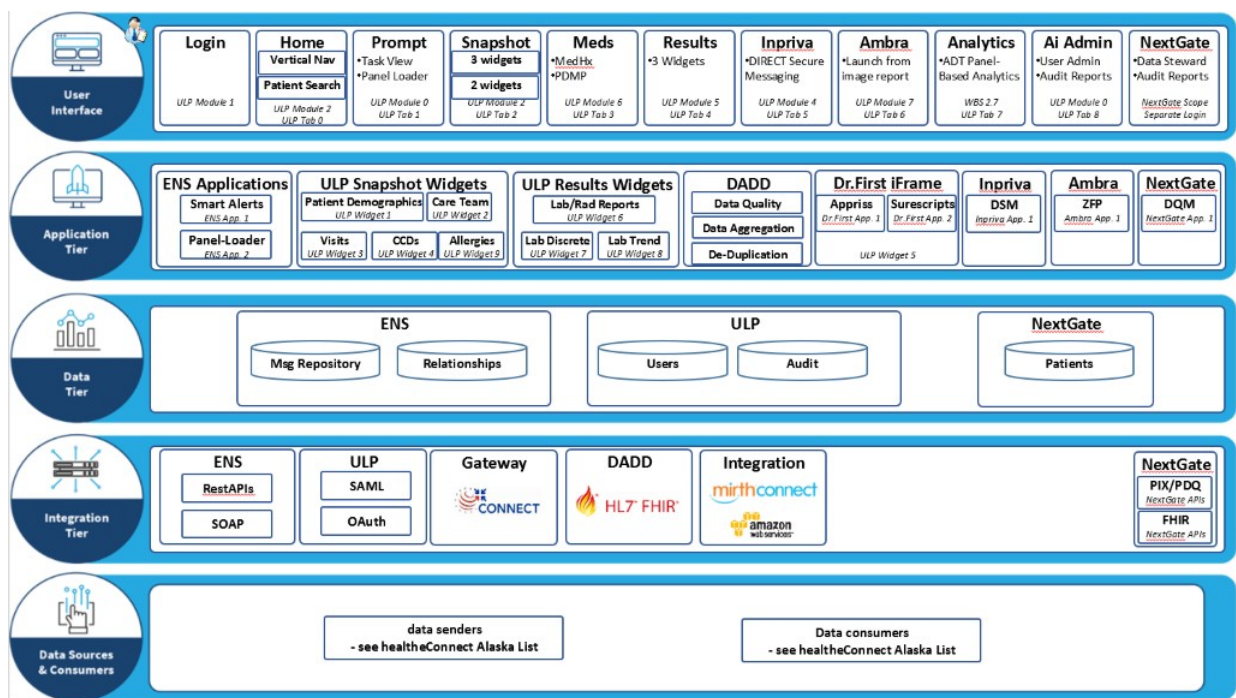 User
Interface
Login
ULP Module 1
Home
Vertical Nav
Patient Search
ULP Module 2
ULP Tab 0
Prompt
•Task View
•Panel Loader
ULP Module 0
ULP Tab 1
Snapshot
3 widgets
2 widgets
ULP Module 2
ULP Tab 2
Meds
•MedHx
•PDMP
ULP Module 6
ULP Tab 3
Results
•3 Widgets
ULP Module 5
ULP Tab 4
Inpriva
•DIRECT Secure
Messaging
ULP Module 4
ULP Tab 5
Ambra
•Launch from
image report
ULP Module 7
ULP Tab 6
Analytics
•ADT Panel-
Based Analytics
WBS 2.7
ULP Tab 7
Ai Admin
•User Admin
•Audit Reports
ULP Module 0
ULP Tab 8
NextGate
•Data Steward
•Audit Reports
NextGate Scope
Separate Login
Application
Tier
ENS Applications
Smart Alerts
ENS App. 1
Panel-Loader
ENS App. 2
ULP Snapshot Widgets
Patient Demographics
ULP Widget 1
Care Team
ULP Widget 2
Visits
ULP Widget 3
CCDs
ULP Widget 4
Allergies
ULP Widget 9
ULP Results Widgets
Lab/Rad Reports
ULP Widget 6
Lab Discrete
ULP Widget 7
Lab Trend
ULP Widget 8
DADD
Data Quality
Data Aggregation
De-Duplication
Dr.First iFrame
Appriss
Dr.First App. 1
Surescripts
Dr.First App. 2
ULP Widget 5
Inpriva
DSM
Inpriva App. 1
Ambra
ZFP
Ambra App. 1
NextGate
DQM
NextGate App. 1
Data
Tier
ENS
Msg Repository
Relationships
ULP
Users
Audit
NextGate
Patients
Integration
Tier
ENS
RestAPIs
SOAP
ULP
SAML
OAuth
Gateway
CONNECT
DADD
HL7 FHIR
Integration
mirthconnect
amazon
webservices
NextGate
PIX/PDQ
NextGate APIs
FHIR
NextGate APIs
Data Sources
& Consumers
data senders
- see healtheConnect Alaska List
Data consumers
- see healtheConnect Alaska List